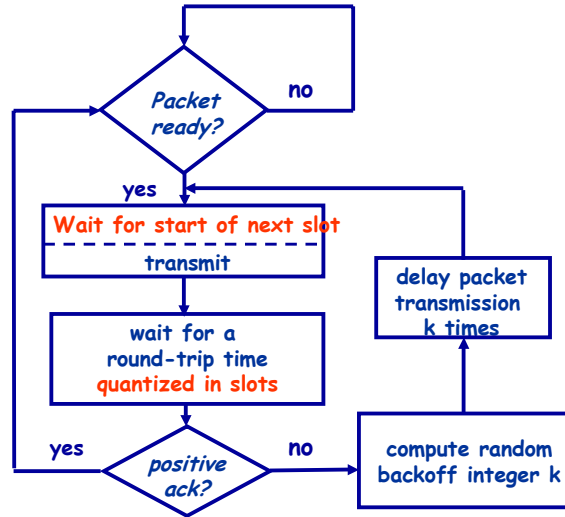 Packet
ready?
no
yes
Wait for start of next slot
transmit
delay packet
transmission
k times
wait for a
round-trip time
quantized in slots
yes
positive
ack?
no
compute random
backoff integer k